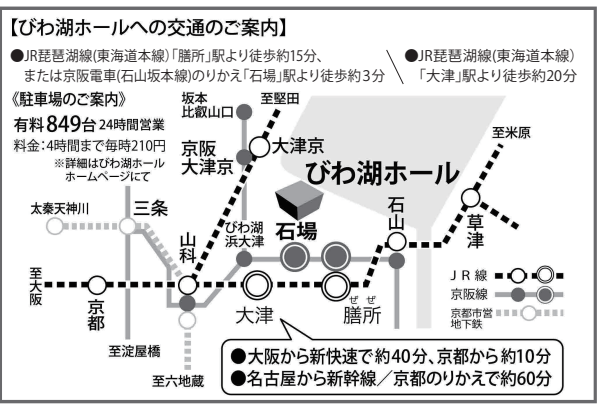 【びわ湖ホールへの交通のご案内】
●JR琵琶湖線(東海道本線)「膳所」駅より徒歩約15分、
または京阪電車(石山坂本線)のりかえ「石場」駅より徒歩約3分
●JR琵琶湖線(東海道本線)
「大津」駅より徒歩約20分
《駐車場のご案内》
有料849台 24時間営業
料金:4時間まで毎時210円
※詳細はびわ湖ホール
ホームページにて
坂本
比叡山口
至堅田
京阪
大津京
大津京
びわ湖ホール
至米原
太秦天神川
三条
山科
びわ湖
浜大津
石場
石山
草津
至大阪
京都
大津
ぜぜ
膳所
JR線
京阪線
京都市営
地下鉄
至淀屋橋
至六地蔵
●大阪から新快速で約40分、京都から約10分
●名古屋から新幹線/京都のりかえで約60分